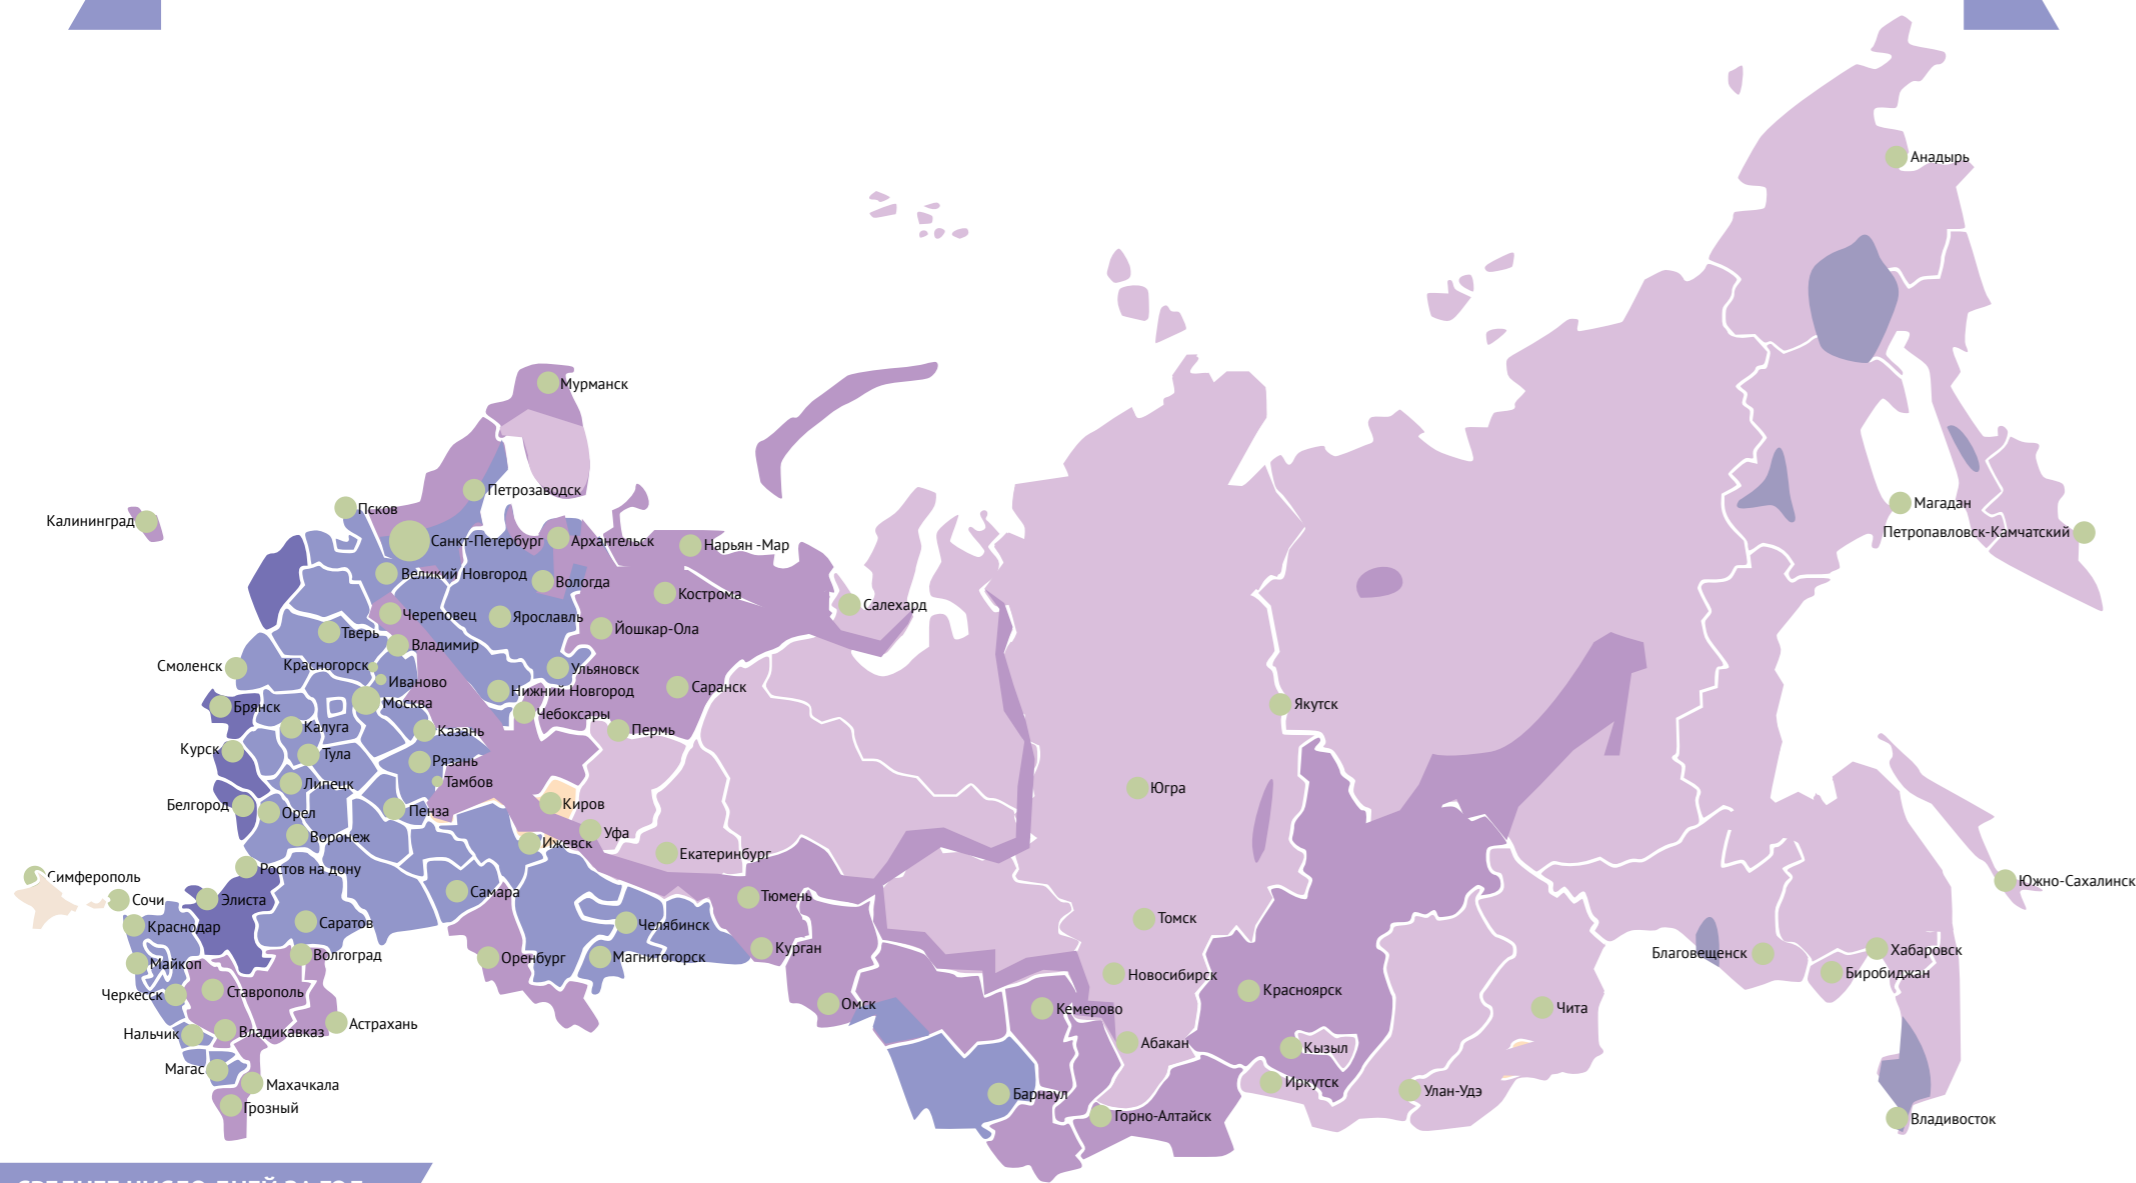 Анадырь
Мурманск
Петрозаводск
Псков
Калининград
Магадан
Петропавловск-Камчатский
Санкт-Петербург
Архангельск
Нарьян -Мар
Великий Новгород
Вологда
Кострома
Салехард
Череповец
Ярославль
Йошкар-Ола
Тверь
Владимир
Смоленск
Красногорск
Ульяновск
Иваново
Нижний Новгород
Саранск
Москва
Брянск
Чебоксары
Якутск
Калуга
Казань
Пермь
Курск
Тула
Рязань
Тамбов
Липецк
Югра
Белгород
Орел
Пенза
Киров
Воронеж
Ижевск
Уфа
Екатеринбург
Ростов на дону
Симферополь
Южно-Сахалинск
Сочи
Элиста
Самара
Тюмень
Краснодар
Саратов
Челябинск
Томск
Волгоград
Оренбург
Магнитогорск
Курган
Благовещенск
Хабаровск
Майкоп
Новосибирск
Биробиджан
Черкесск
Ставрополь
Красноярск
Омск
Кемерово
Чита
Нальчик
Владикавказ
Астрахань
Абакан
Кызыл
Магас
Махачкала
Иркутск
Улан-Удэ
Грозный
Барнаул
Горно-Алтайск
Владивосток
СРЕДНЕЕ ЧИСЛО ДНЕЙ ЗА ГОД